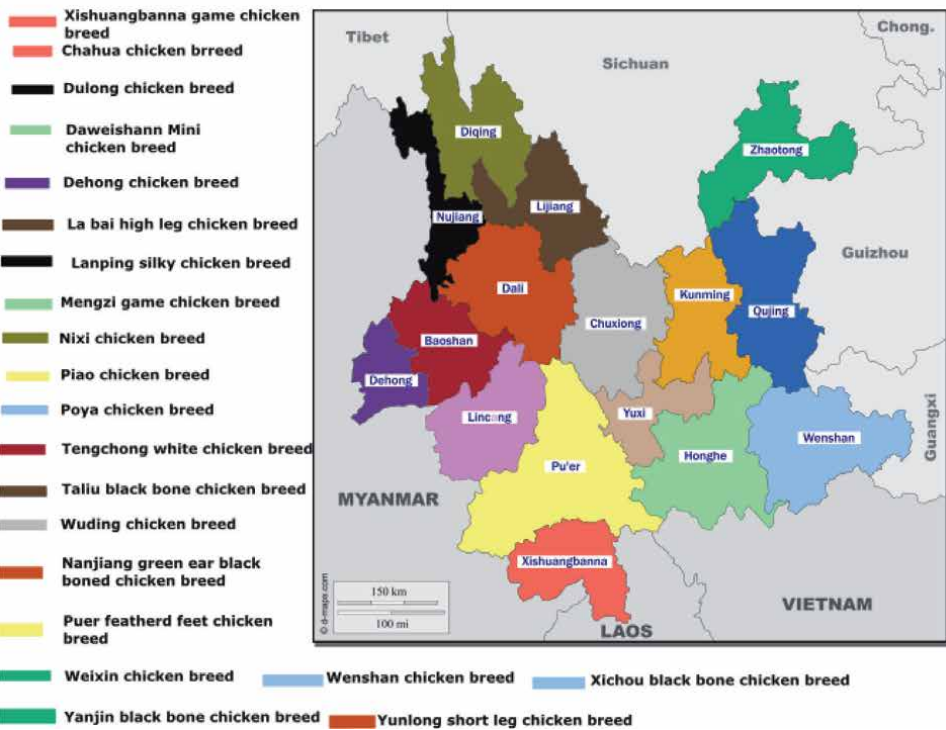 Xishuangbanna game chicken
breed
Chahua chicken brreed
Dulong chicken breed
Daweishann Mini
chicken breed
Dehong chicken breed
La bai high leg chicken breed
Lanping silky chicken breed
Mengzi game chicken breed
Nixi chicken breed
Piao chicken breed
Poya chicken breed
Tengchong white chicken breed
Taliu black bone chicken breed
Wuding chicken breed
Nanjiang green ear black
boned chicken breed
Puer featherd feet chicken
breed
Weixin chicken breed
Wenshan chicken breed
Xichou black bone chicken breed
Yanjin black bone chicken breed
Yunlong short leg chicken breed
Tibet
Sichuan
Chong.
Diqing
Zhaotong
Nujiang
Lijiang
Guizhou
Dali
Kunming
Qujing
Chuxiong
Baoshan
Dehong
Lincang
Yuxi
Wenshan
Guangxi
Honghe
Pu'er
MYANMAR
Xishuangbanna
150 km
100 mi
VIETNAM
LAOS
© d-maps.com